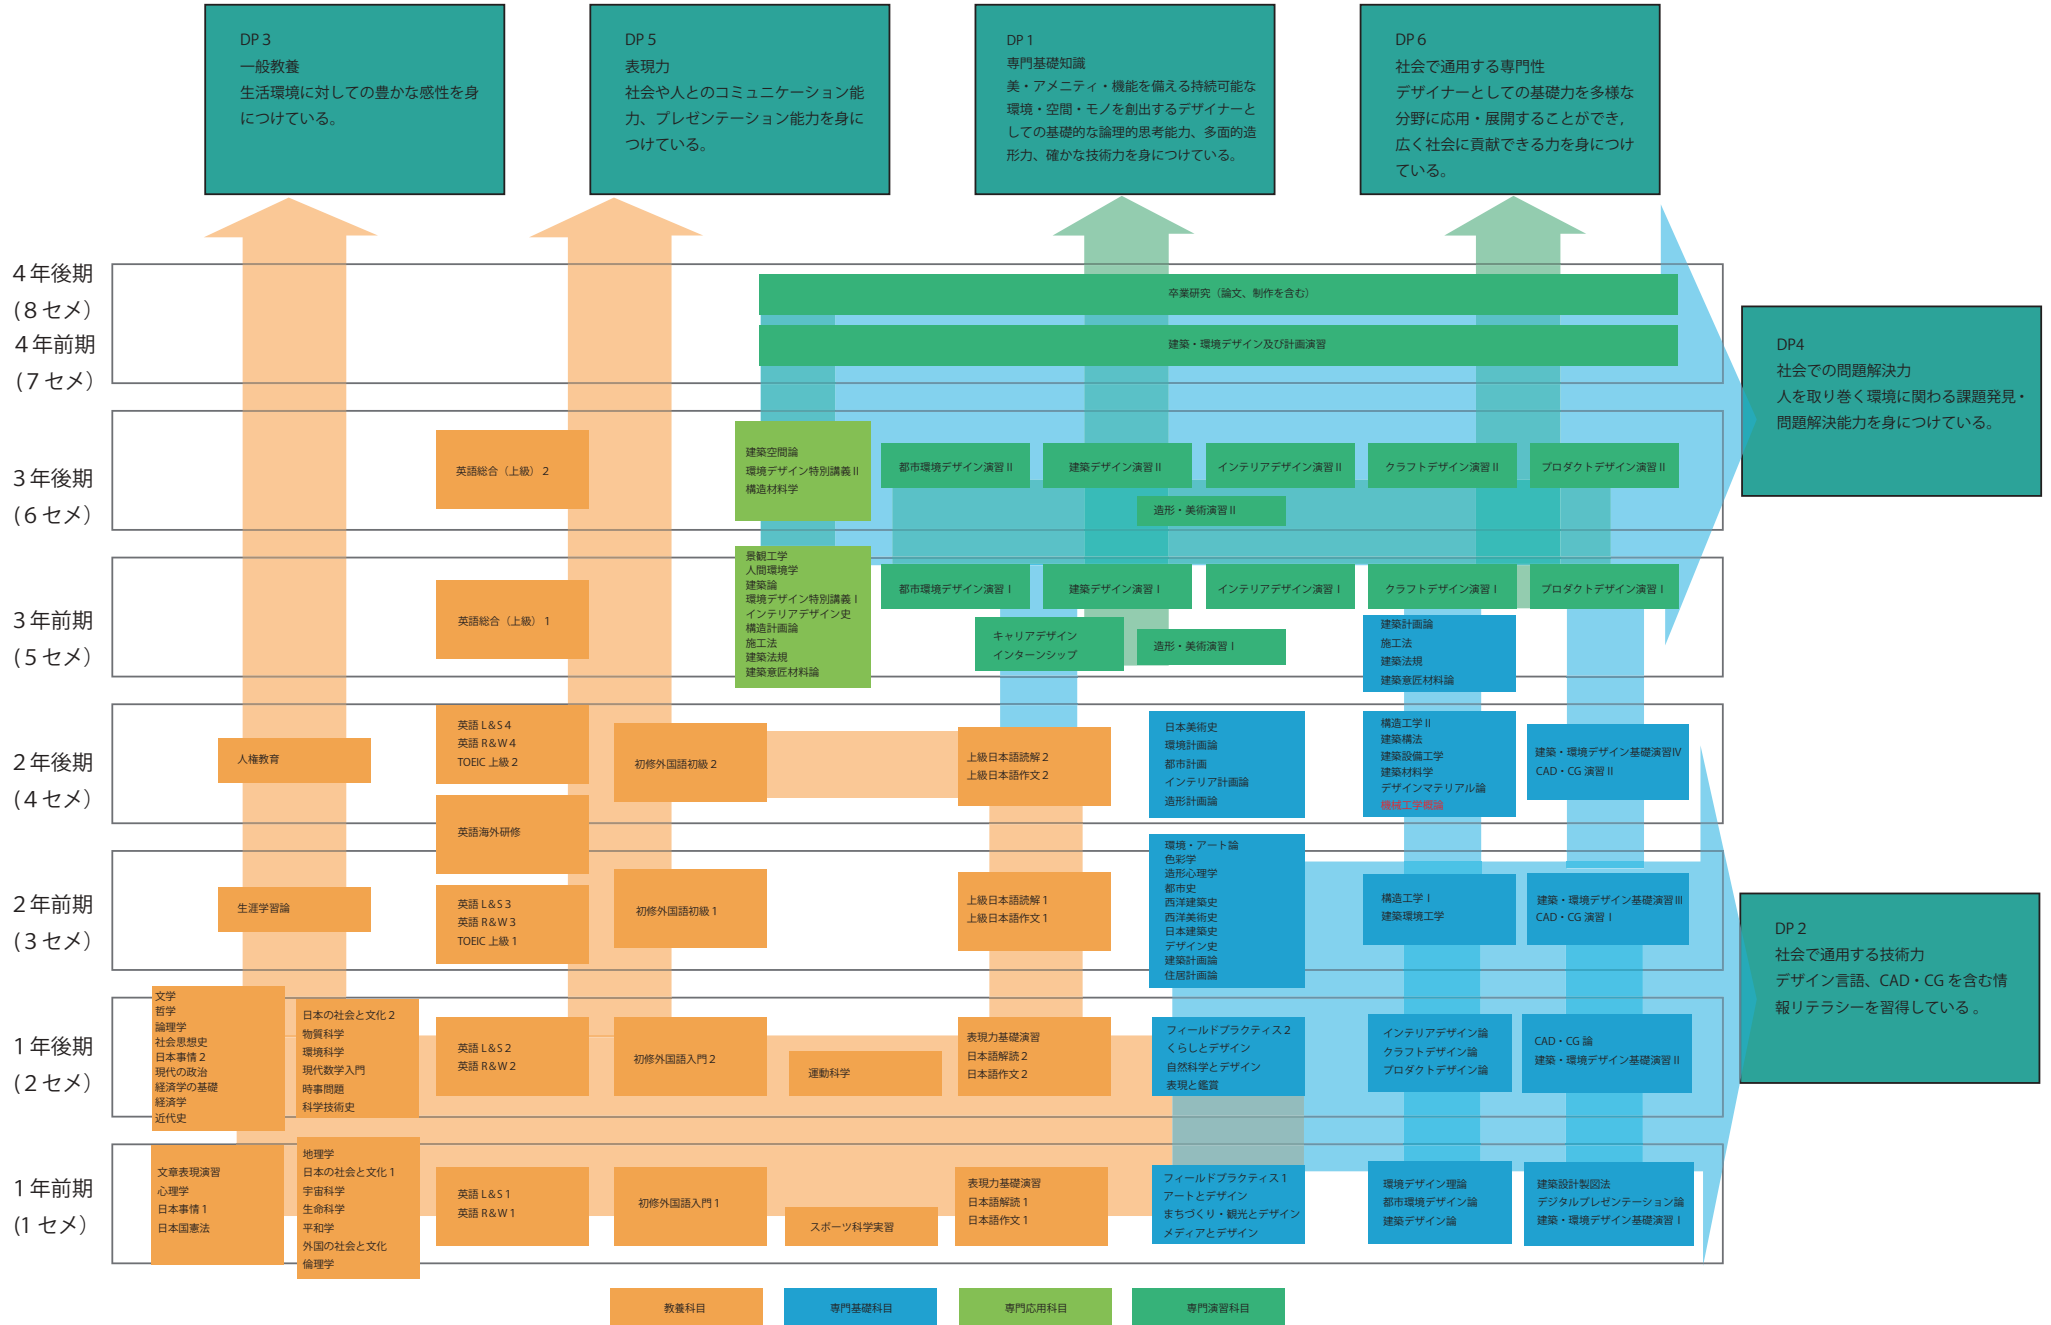 DP 3
一般教養
生活環境に対しての豊かな感性を身
につけている。
DP 5
表現力
社会や人とのコミュニケーション能
力、プレゼンテーション能力を身に
つけている。
DP 1
専門基礎知識
美・アメニティ・機能を備える持続可能な
環境・空間・モノを創出するデザイナーと
しての基礎的な論理的思考能力、多面的造
形力、確かな技術力を身につけている。
DP 6
社会で通用する専門性
デザイナーとしての基礎力を多様な
分野に応用・展開することができ,
広く社会に貢献できる力を身につけ
ている。
4年後期
(8セメ)
卒業研究（論文、制作を含む）
4年前期
(7セメ)
建築・環境デザイン及び計画演習
DP4
社会での問題解決力
人を取り巻く環境に関わる課題発見・
問題解決能力を身につけている。
3年後期
(6セメ)
英語総合（上級）2
建築空間論
環境デザイン特別講義 II
構造材料学
都市環境デザイン演習 II
建築デザイン演習 II
インテリアデザイン演習 II
クラフトデザイン演習 II
プロダクトデザイン演習 II
造形・美術演習 II
3年前期
(5セメ)
英語総合（上級）1
景観工学
人間環境学
建築論
環境デザイン特別講義 I
インテリアデザイン史
構造計画論
施工法
建築法規
建築意匠材料論
都市環境デザイン演習 I
建築デザイン演習 I
インテリアデザイン演習 I
クラフトデザイン演習 I
プロダクトデザイン演習 I
キャリアデザイン
インターンシップ
造形・美術演習 I
建築計画論
施工法
建築法規
建築意匠材料論
2年後期
(4セメ)
人権教育
英語 L&S 4
英語 R&W 4
TOEIC 上級 2
英語海外研修
初修外国語初級 2
上級日本語読解 2
上級日本語作文 2
日本美術史
環境計画論
都市計画
インテリア計画論
造形計画論
構造工学 II
建築構法
建築設備工学
建築材料学
デザインマテリアル論
機械工学概論
建築・環境デザイン基礎演習Ⅳ
CAD・CG 演習 II
2年前期
(3セメ)
生涯学習論
英語 L&S 3
英語 R&W 3
TOEIC 上級 1
初修外国語初級 1
上級日本語読解 1
上級日本語作文 1
環境・アート論
色彩学
造形心理学
都市史
西洋建築史
西洋美術史
日本建築史
デザイン史
建築計画論
住居計画論
構造工学 I
建築環境工学
建築・環境デザイン基礎演習Ⅲ
CAD・CG 演習 I
DP 2
社会で通用する技術力
デザイン言語、CAD・CG を含む情
報リテラシーを習得している 。
1年後期
(2セメ)
文学
哲学
論理学
社会思想史
日本事情 2
現代の政治
経済学の基礎
経済学
近代史
日本の社会と文化 2
物質科学
環境科学
現代数学入門
時事問題
科学技術史
英語 L&S 2
英語 R&W 2
初修外国語入門 2
運動科学
表現力基礎演習
日本語解読 2
日本語作文 2
フィールドプラクティス 2
くらしとデザイン
自然科学とデザイン
表現と鑑賞
インテリアデザイン論
クラフトデザイン論
プロダクトデザイン論
CAD・CG 論
建築・環境デザイン基礎演習 II
1年前期
(1セメ)
文章表現演習
心理学
日本事情 1
日本国憲法
地理学
日本の社会と文化 1
宇宙科学
生命科学
平和学
外国の社会と文化
倫理学
英語 L&S 1
英語 R&W 1
初修外国語入門 1
スポーツ科学実習
表現力基礎演習
日本語解読 1
日本語作文 1
フィールドプラクティス 1
アートとデザイン
まちづくり・観光とデザイン
メディアとデザイン
環境デザイン理論
都市環境デザイン論
建築デザイン論
建築設計製図法
デジタルプレゼンテーション論
建築・環境デザイン基礎演習 I
教養科目
専門基礎科目
専門応用科目
専門演習科目